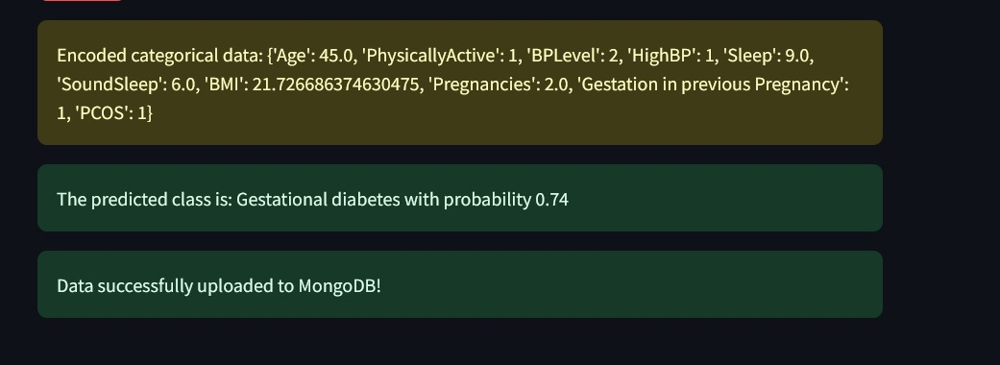 Encoded categorical data: {'Age': 45.0, 'PhysicallyActive': 1, 'BPLevel': 2, 'HighBP': 1, 'Sleep': 9.0,
'SoundSleep': 6.0, 'BMI': 21.726686374630475, 'Pregnancies': 2.0, 'Gestation in previous Pregnancy':
1, 'PCOS': 1}
The predicted class is: Gestational diabetes with probability 0.74
Data successfully uploaded to MongoDB!